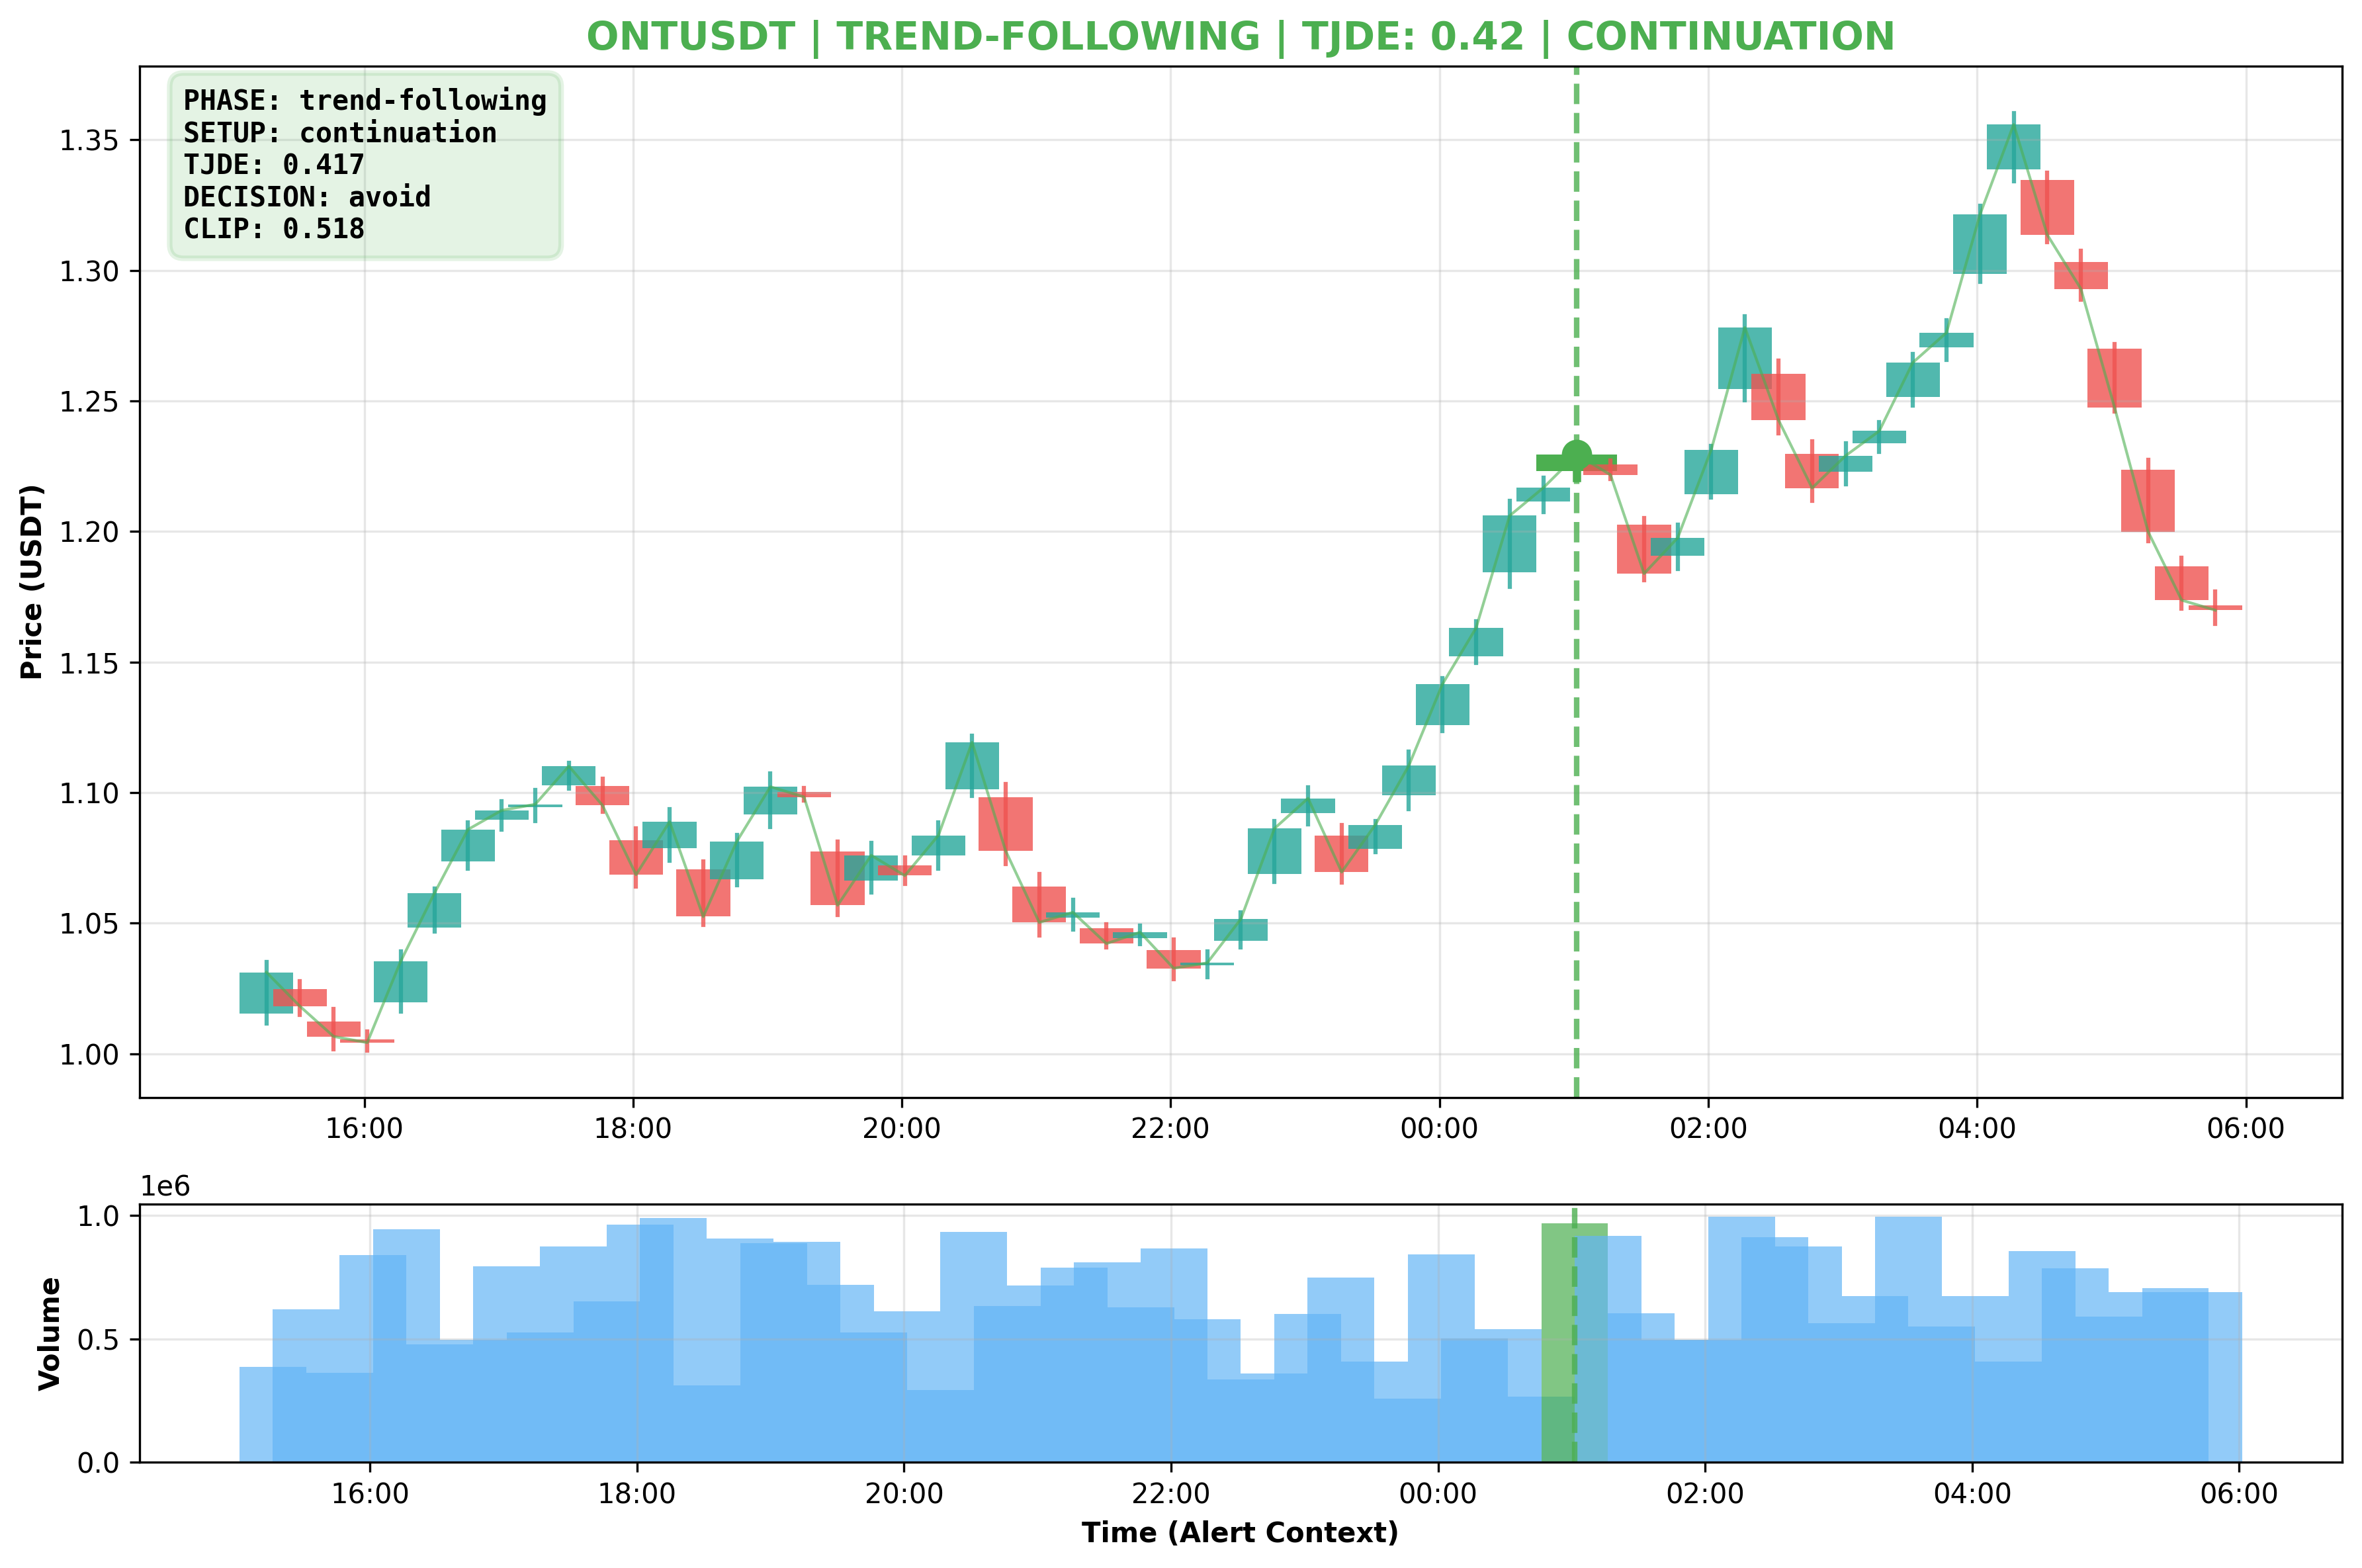 ONTUSDT | TREND-FOLLOWING | TJDE: 0.42 | CONTINUATION
PHASE: trend-following
SETUP: continuation
TJDE: 0.417
DECISION: avoid
CLIP: 0.518
Price (USDT)
1.35
1.30
1.25
1.20
1.15
1.10
1.05
1.00
16:00 18:00 20:00 22:00 00:00 02:00 04:00 06:00
1e6
Volume
1.0
0.5
0.0
16:00 18:00 20:00 22:00 00:00 02:00 04:00 06:00
Time (Alert Context)